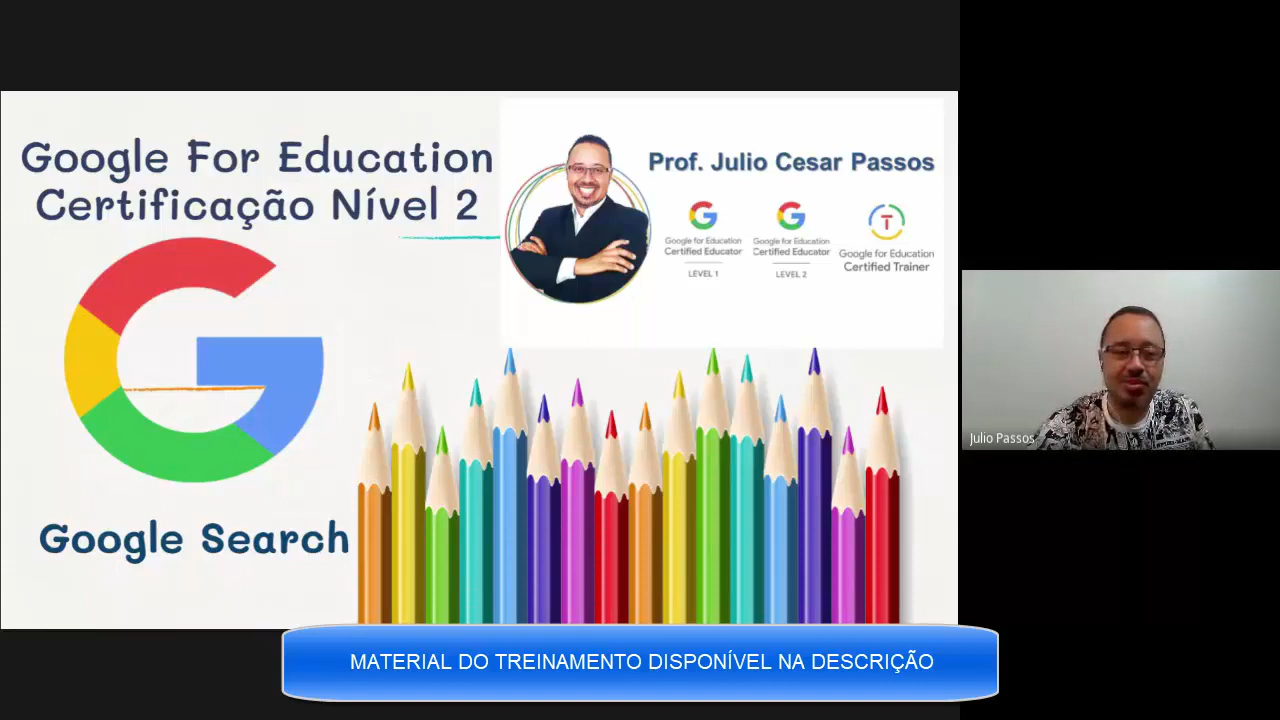 Google For Education
Certificação Nível 2
Prof. Julio Cesar Passos
Google for Education
Certified Educator
LEVEL 1
Google for Education
Certified Educator
LEVEL 2
T
Google for Education
Certified Trainer
Google Search
Julio Passos
MATERIAL DO TREINAMENTO DISPONÍVEL NA DESCRIÇÃO